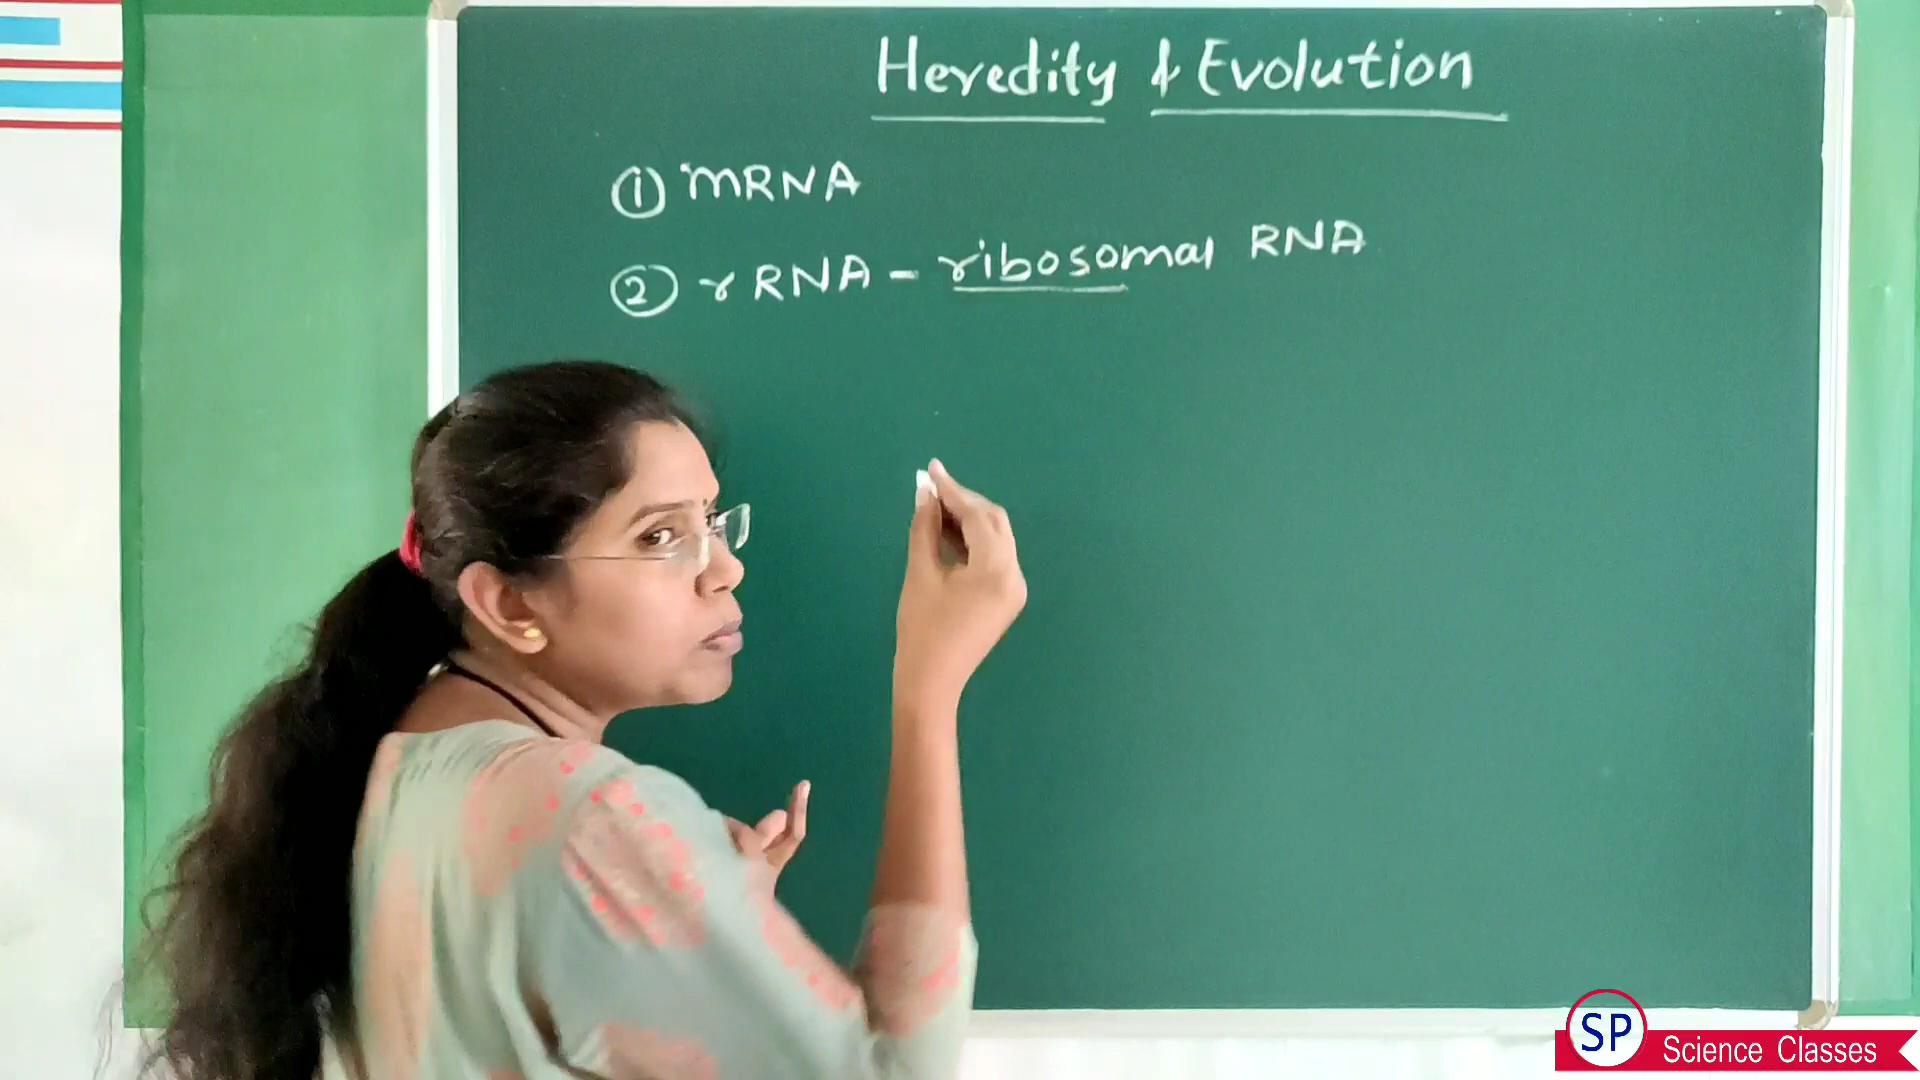 Heredity & Evolution
① mRNA
② rRNA - ribosomal RNA
SP Science Classes